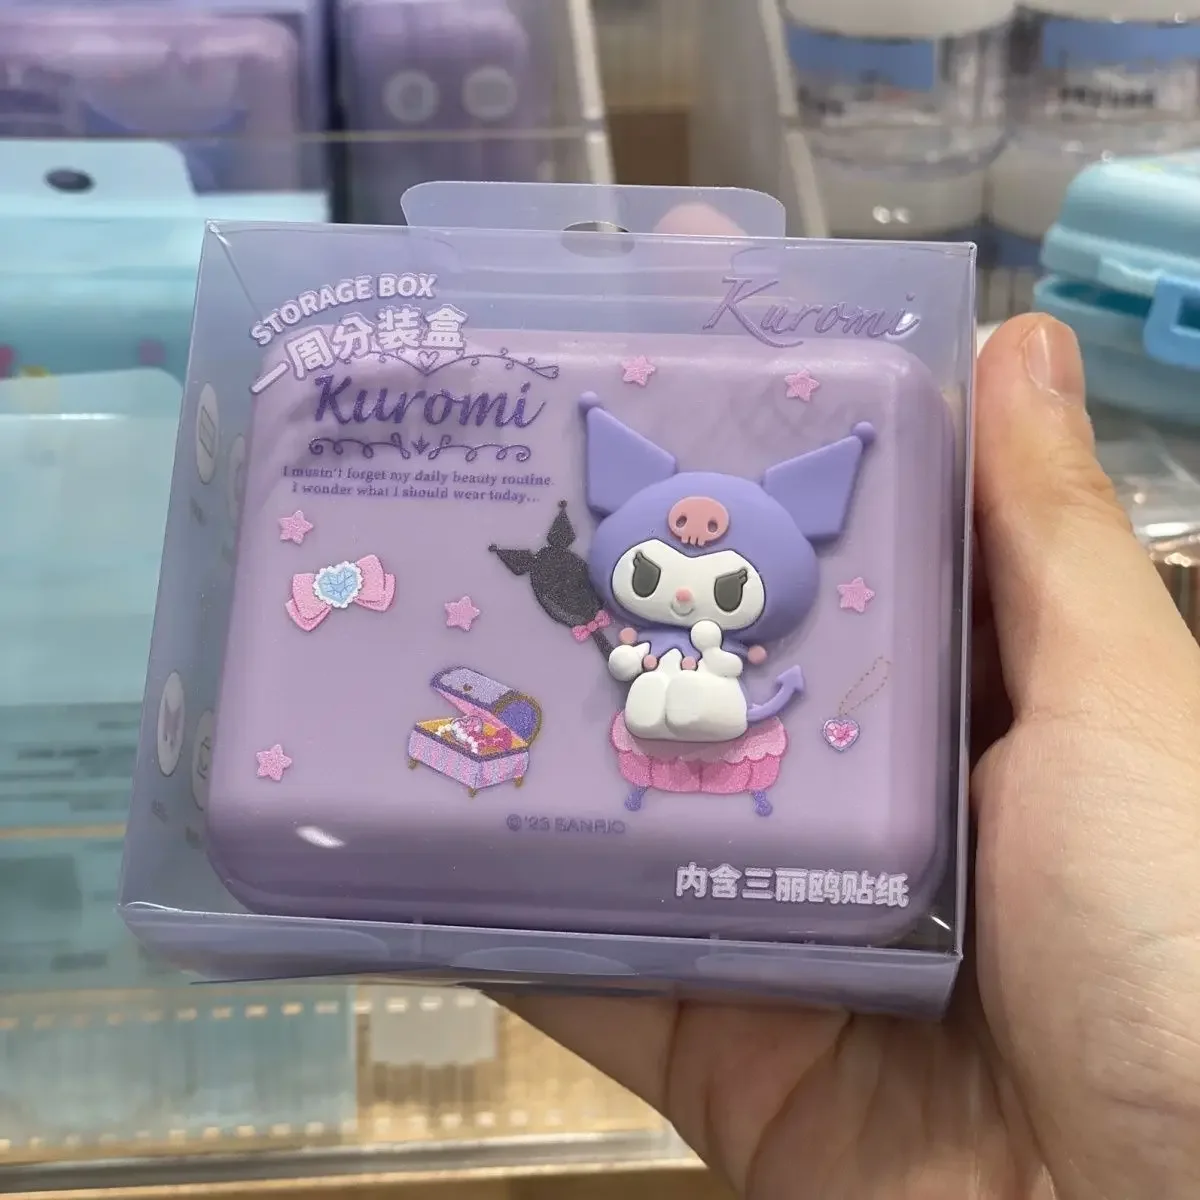 STORAGE BOX
一周分装盒
Kuromi
Kuromi
I mustn't forget my daily beauty routine.
I wonder what I should wear today...
©'23 SANRIO
内含三丽鸥贴纸